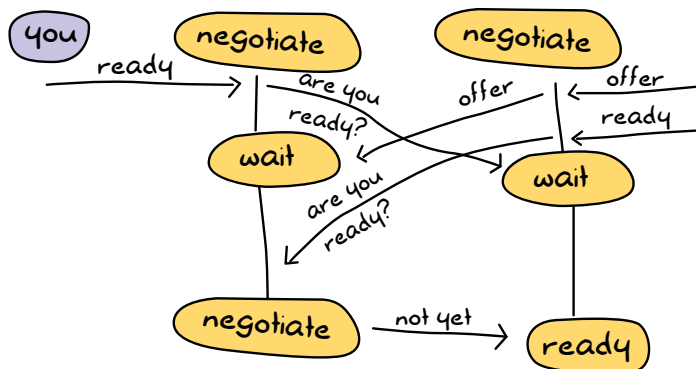 you
negotiate
negotiate
ready
are you
ready?
offer
offer
ready
wait
wait
are you
ready?
negotiate
not yet
ready